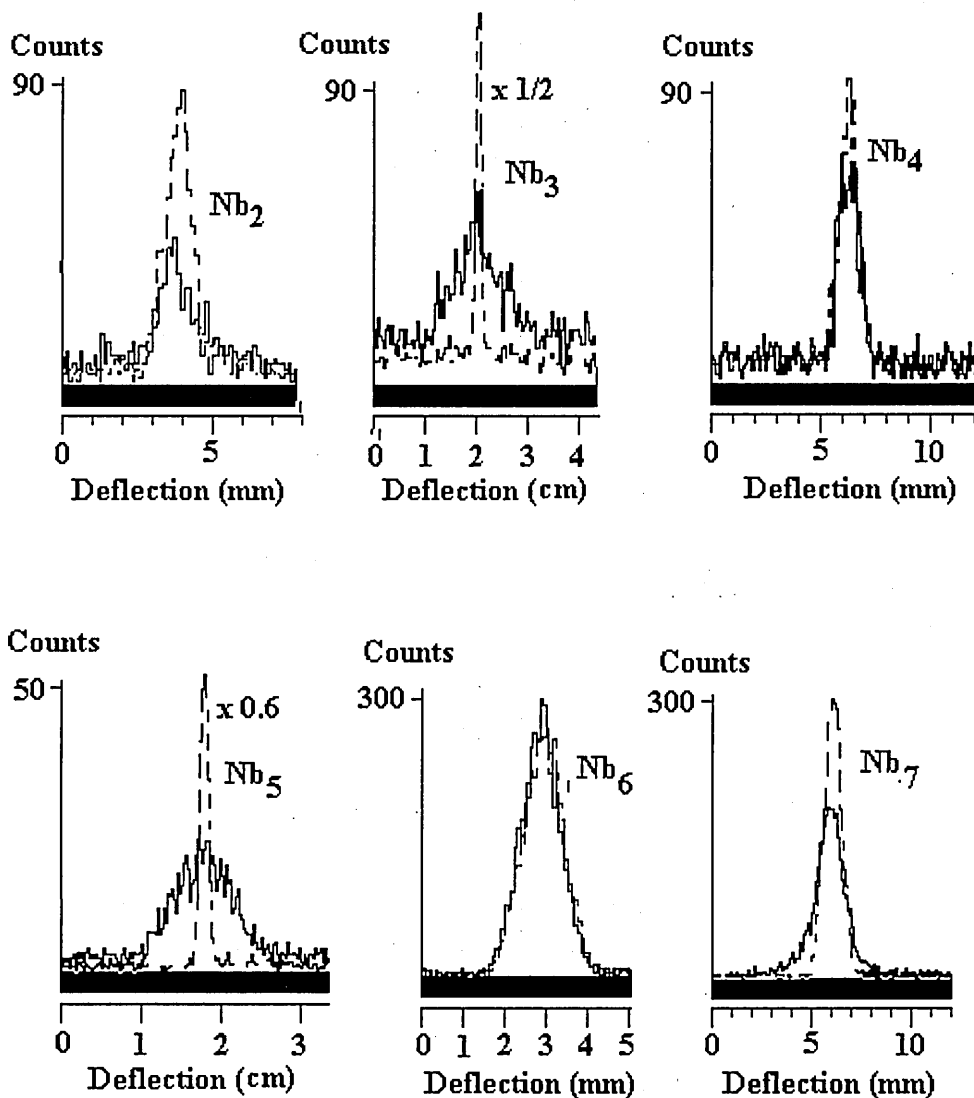 Counts
90
Nb2
0 5
Deflection (mm)
Counts
90
x 1/2
Nb3
0 1 2 3 4
Deflection (cm)
Counts
90
Nb4
0 5 10
Deflection (mm)
Counts
50
x 0.6
Nb5
0 1 2 3
Deflection (cm)
Counts
300
Nb6
0 1 2 3 4 5
Deflection (mm)
Counts
300
Nb7
0 5 10
Deflection (mm)